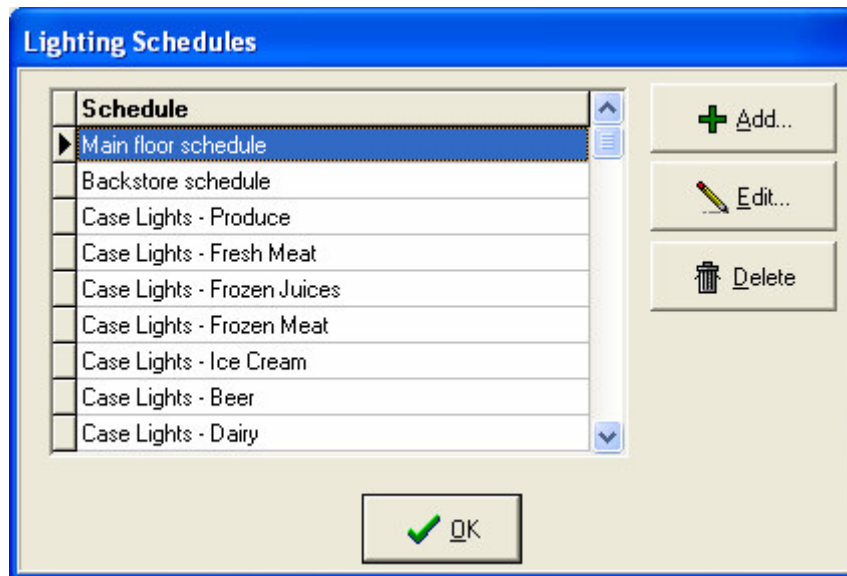 Lighting Schedules
Schedule
Main floor schedule
Backstore schedule
Case Lights - Produce
Case Lights - Fresh Meat
Case Lights - Frozen Juices
Case Lights - Frozen Meat
Case Lights - Ice Cream
Case Lights - Beer
Case Lights - Dairy
Add...
Edit...
Delete
OK